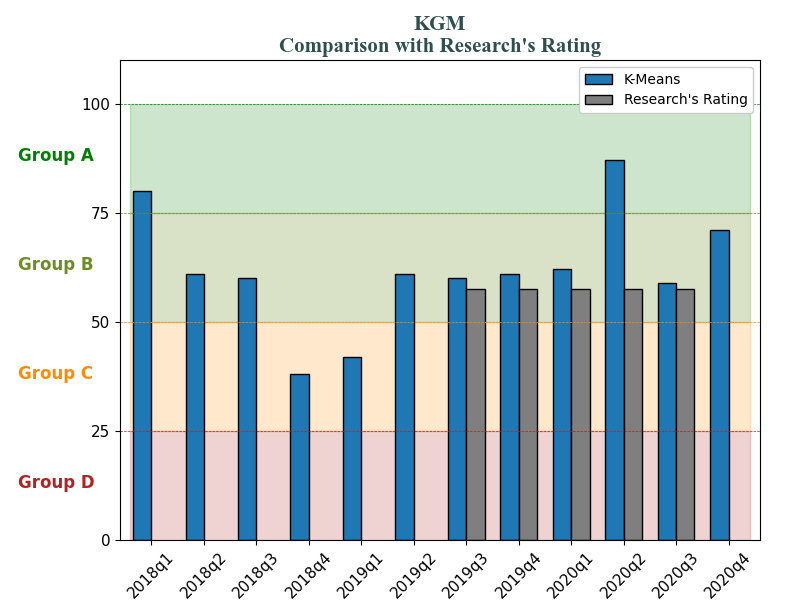 KGM
Comparison with Research's Rating
K-Means
Research's Rating
100
Group A
75
Group B
50
Group C
25
Group D
0
2018q1
2018q2
2018q3
2018q4
2019q1
2019q2
2019q3
2019q4
2020q1
2020q2
2020q3
2020q4